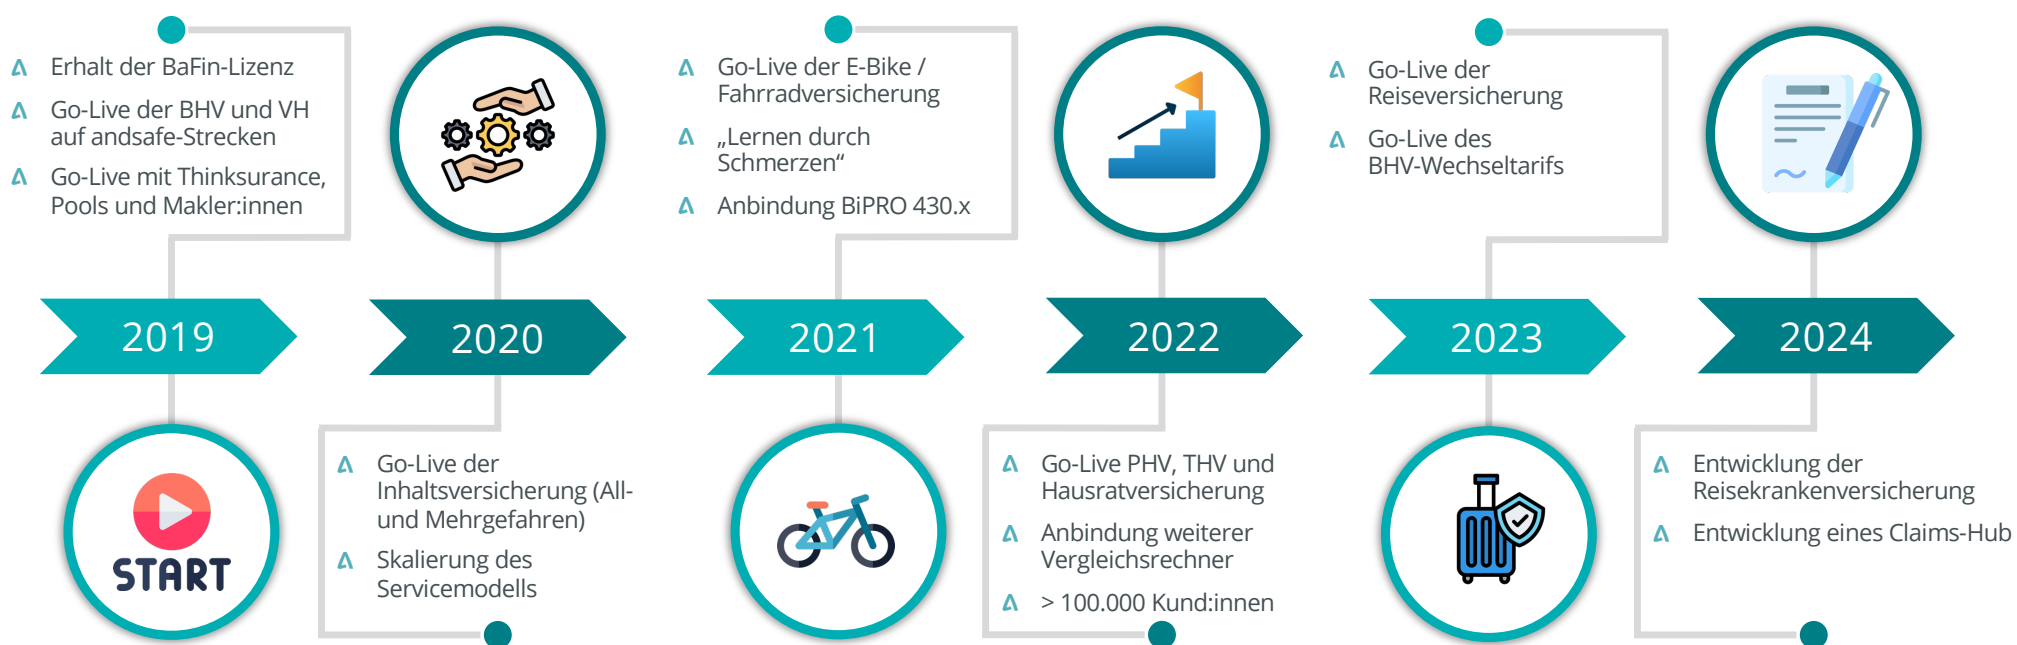 Erhalt der BaFin-Lizenz
Go-Live der BHV und VH
auf andsafe-Strecken
Go-Live mit Thinksurance,
Pools und Makler:innen
2019
START
2020
Go-Live der
Inhaltsversicherung (All-
und Mehrgefahren)
Skalierung des
Servicemodells
Go-Live der E-Bike /
Fahrradversicherung
„Lernen durch
Schmerzen“
Anbindung BiPRO 430.x
2021
2022
Go-Live PHV, THV und
Hausratversicherung
Anbindung weiterer
Vergleichsrechner
> 100.000 Kund:innen
Go-Live der
Reiseversicherung
Go-Live des
BHV-Wechseltarifs
2023
2024
Entwicklung der
Reisekrankenversicherung
Entwicklung eines Claims-Hub